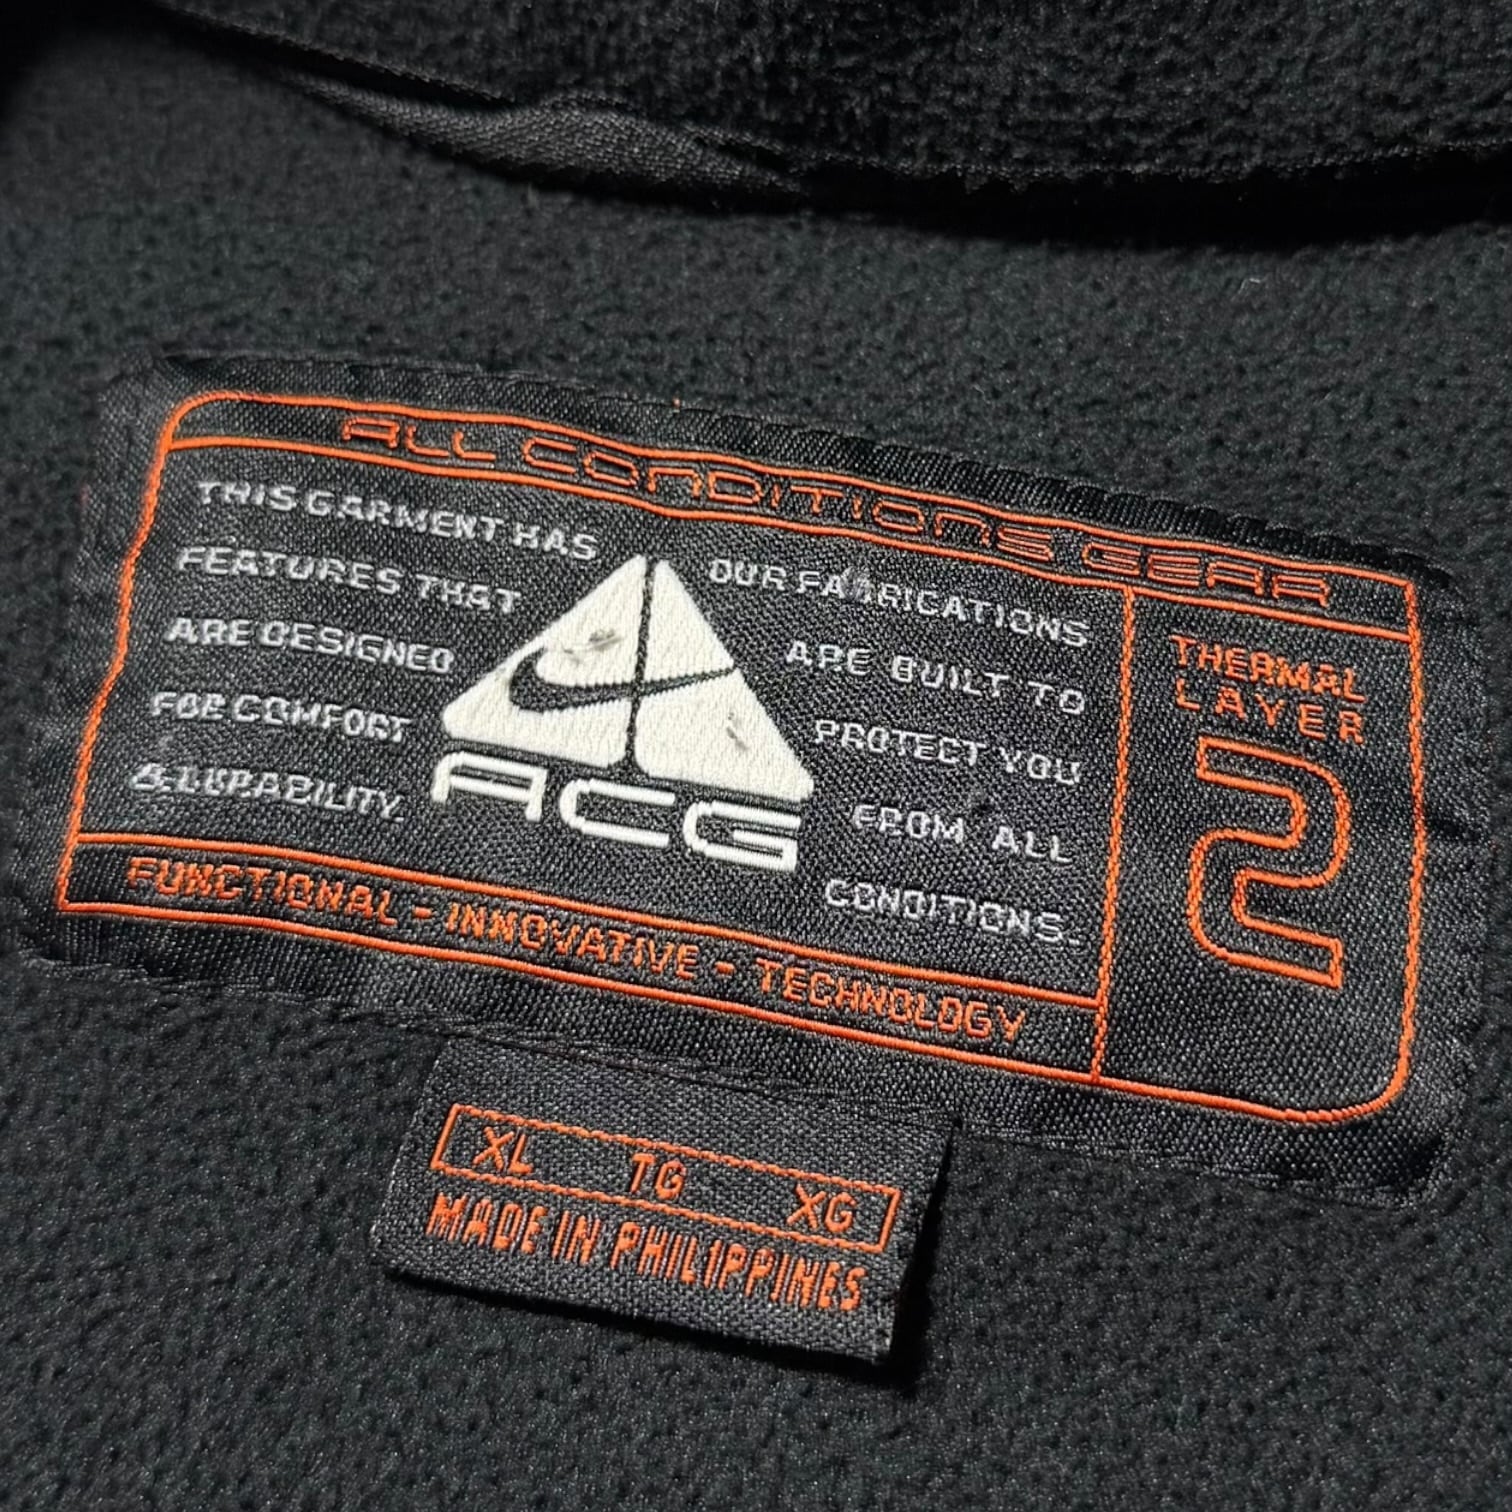 ALL CONDITIONS GEAR
THIS GARMENT HAS
FEATURES THAT
ARE DESIGNED
FOR COMFORT
& DURABILITY.
ACG
OUR FABRICATIONS
ARE BUILT TO
PROTECT YOU
FROM ALL
CONDITIONS.
THERMAL
LAYER
2
FUNCTIONAL - INNOVATIVE - TECHNOLOGY
XL TG XG
MADE IN PHILIPPINES